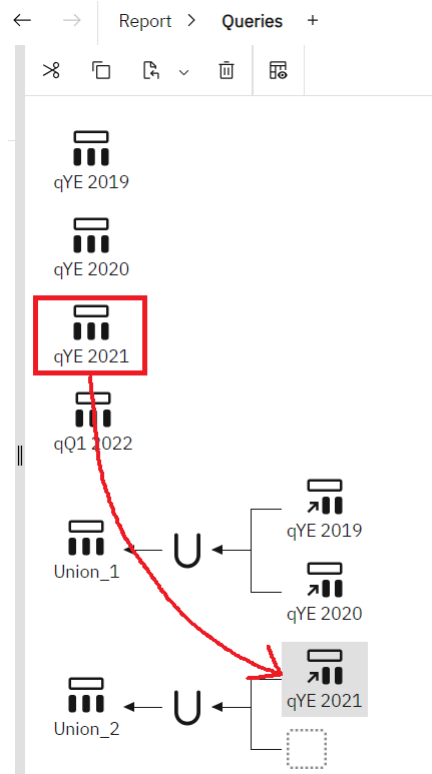 Report > Queries +
qYE 2019
qYE 2020
qYE 2021
qQ1 2022
qYE 2019
Union_1
qYE 2020
qYE 2021
Union_2